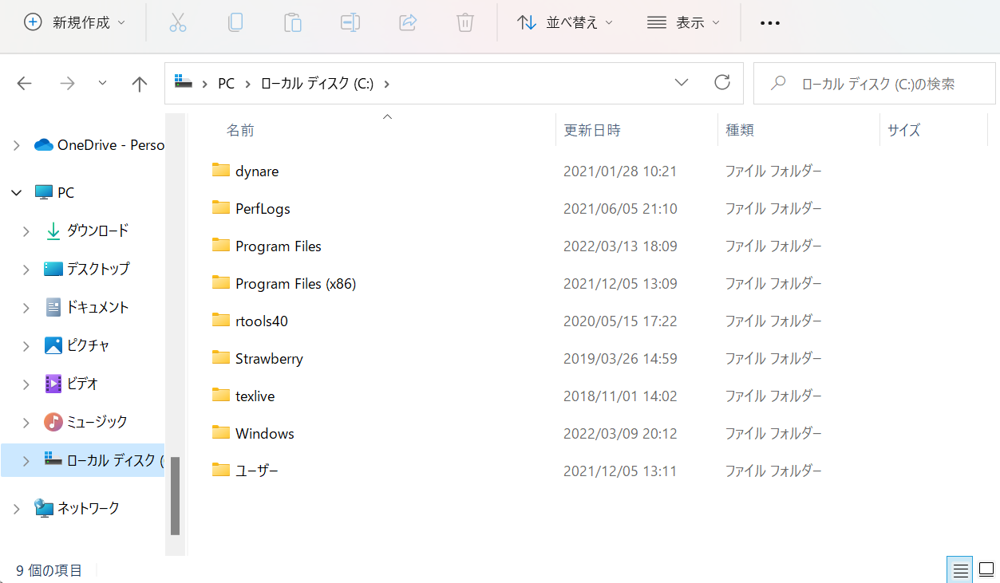 新規作成 並べ替え 表示
PC ローカル ディスク (C:) ローカル ディスク (C:)の検索
名前 更新日時 種類 サイズ
OneDrive - Perso
PC
ダウンロード
デスクトップ
ドキュメント
ピクチャ
ビデオ
ミュージック
ローカル ディスク (
ネットワーク
dynare 2021/01/28 10:21 ファイル フォルダー
PerfLogs 2021/06/05 21:10 ファイル フォルダー
Program Files 2022/03/13 18:09 ファイル フォルダー
Program Files (x86) 2021/12/05 13:09 ファイル フォルダー
rtools40 2020/05/15 17:22 ファイル フォルダー
Strawberry 2019/03/26 14:59 ファイル フォルダー
texlive 2018/11/01 14:02 ファイル フォルダー
Windows 2022/03/09 20:12 ファイル フォルダー
ユーザー 2021/12/05 13:11 ファイル フォルダー
9 個の項目